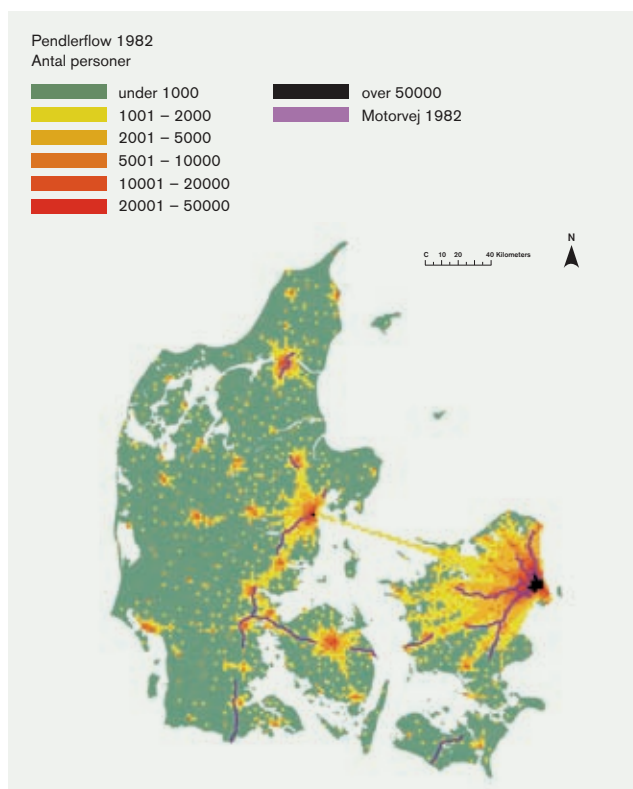 Pendlerflow 1982
Antal personer
under 1000
1001 – 2000
2001 – 5000
5001 – 10000
10001 – 20000
20001 – 50000
over 50000
Motorvej 1982
N
C 10 20 40 Kilometers